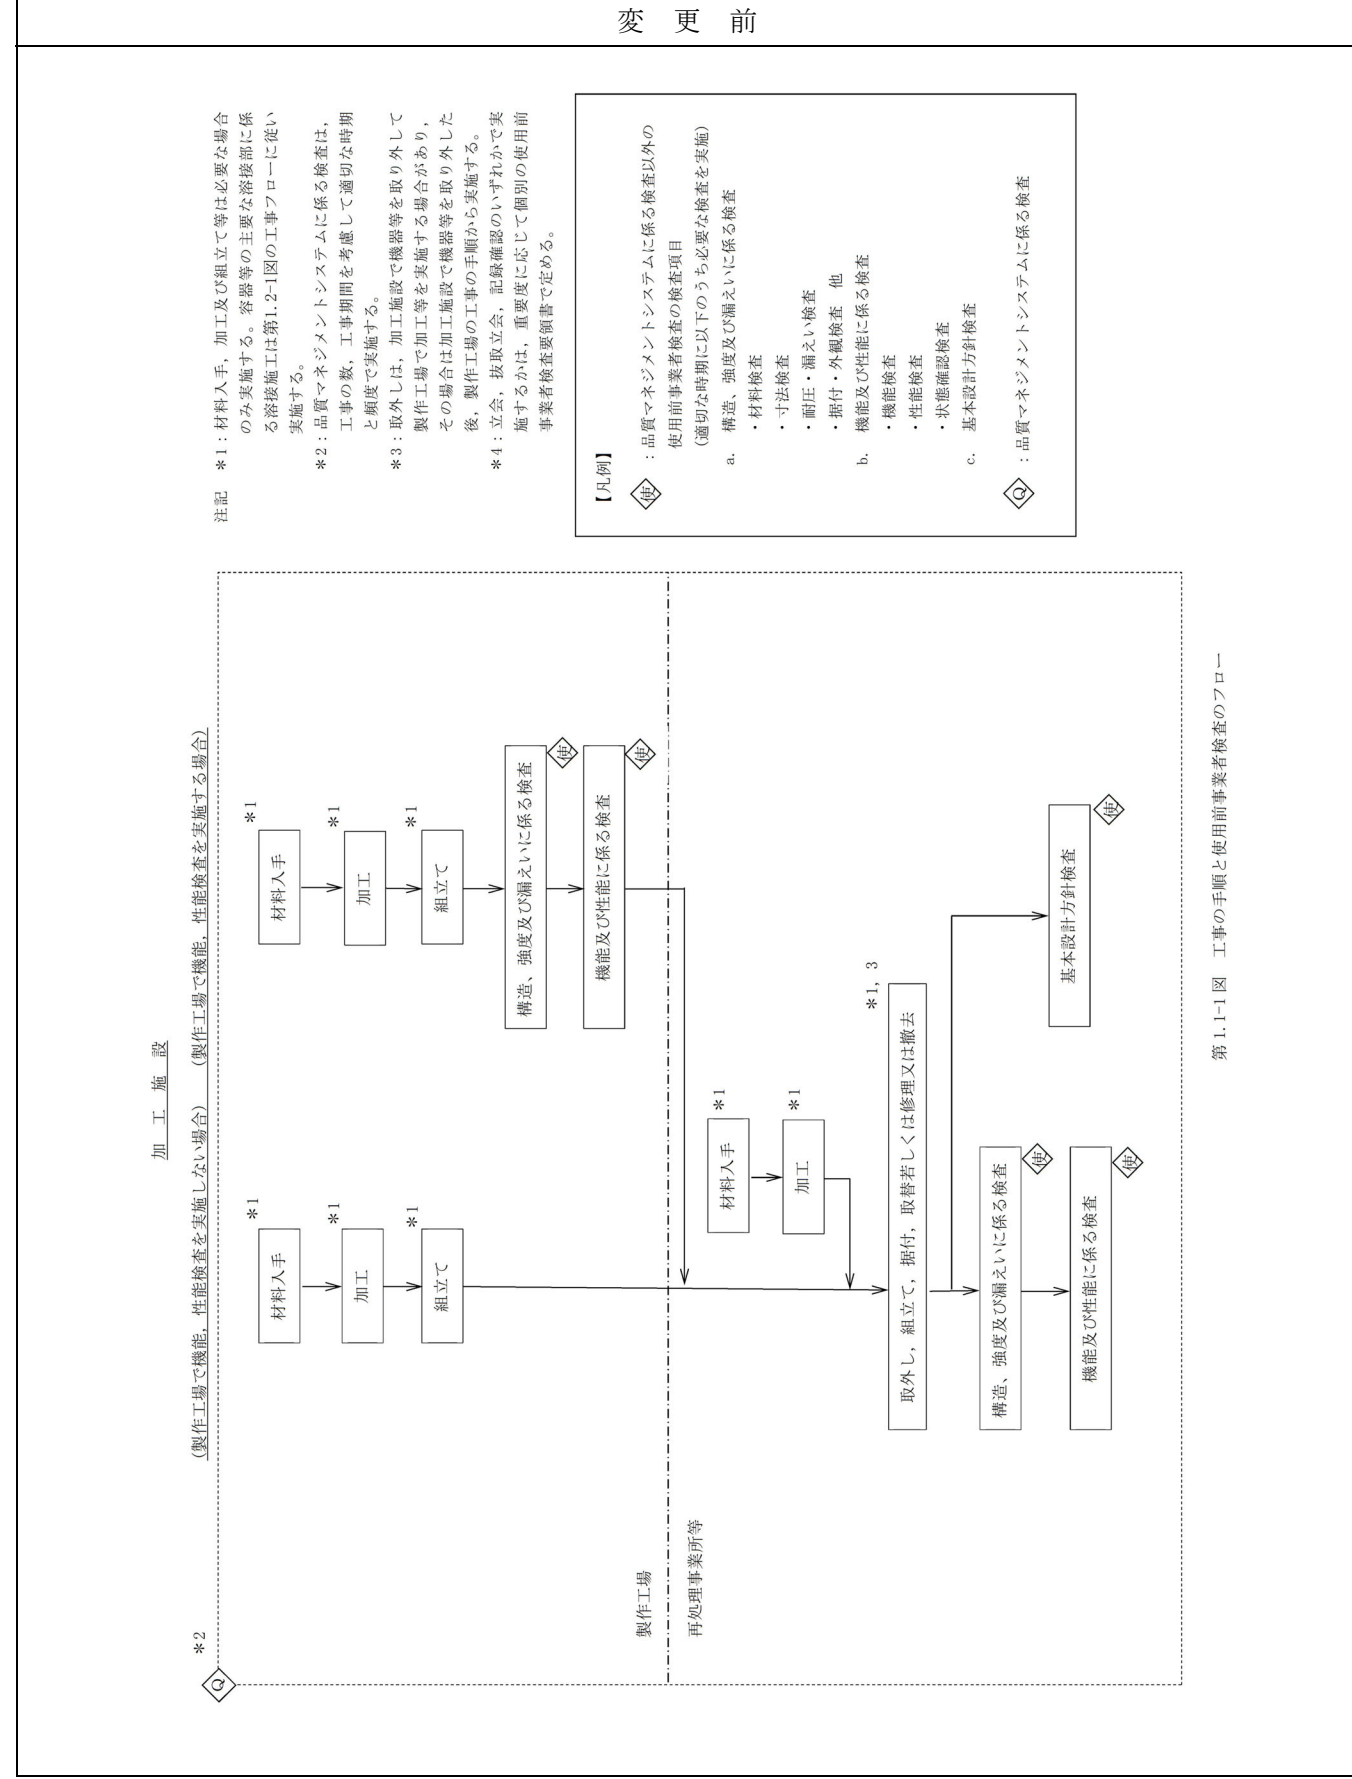 変更前
加工施設
(製作工場で機能，性能検査を実施しない場合)
(製作工場で機能，性能検査を実施する場合)
＊2
Q
材料入手
＊1
加工
＊1
組立て
＊1
材料入手
＊1
加工
＊1
組立て
＊1
構造、強度及び漏えいに係る検査
使
機能及び性能に係る検査
使
製作工場
再処理事業所等
材料入手
＊1
加工
＊1
取外し，組立て，据付，取替若しくは修理又は撤去
＊1, 3
構造、強度及び漏えいに係る検査
使
機能及び性能に係る検査
使
基本設計方針検査
使
注記　＊1：材料入手，加工及び組立て等は必要な場合
のみ実施する。容器等の主要な溶接部に係
る溶接施工は第1.2-1図の工事フローに従い
実施する。
＊2：品質マネジメントシステムに係る検査は，
工事の数，工事期間を考慮して適切な時期
と頻度で実施する。
＊3：取外しは，加工施設で機器等を取り外して
製作工場で加工等を実施する場合があり，
その場合は加工施設で機器等を取り外した
後，製作工場の工事の手順から実施する。
＊4：立会，抜取立会，記録確認のいずれかで実
施するかは，重要度に応じて個別の使用前
事業者検査要領書で定める。
【凡例】
使：品質マネジメントシステムに係る検査以外の
使用前事業者検査の検査項目
(適切な時期に以下のうち必要な検査を実施)
a.　構造、強度及び漏えいに係る検査
・材料検査
・寸法検査
・耐圧・漏えい検査
・据付・外観検査　他
b.　機能及び性能に係る検査
・機能検査
・性能検査
・状態確認検査
c.　基本設計方針検査
Q：品質マネジメントシステムに係る検査
第1.1-1図　工事の手順と使用前事業者検査のフロー